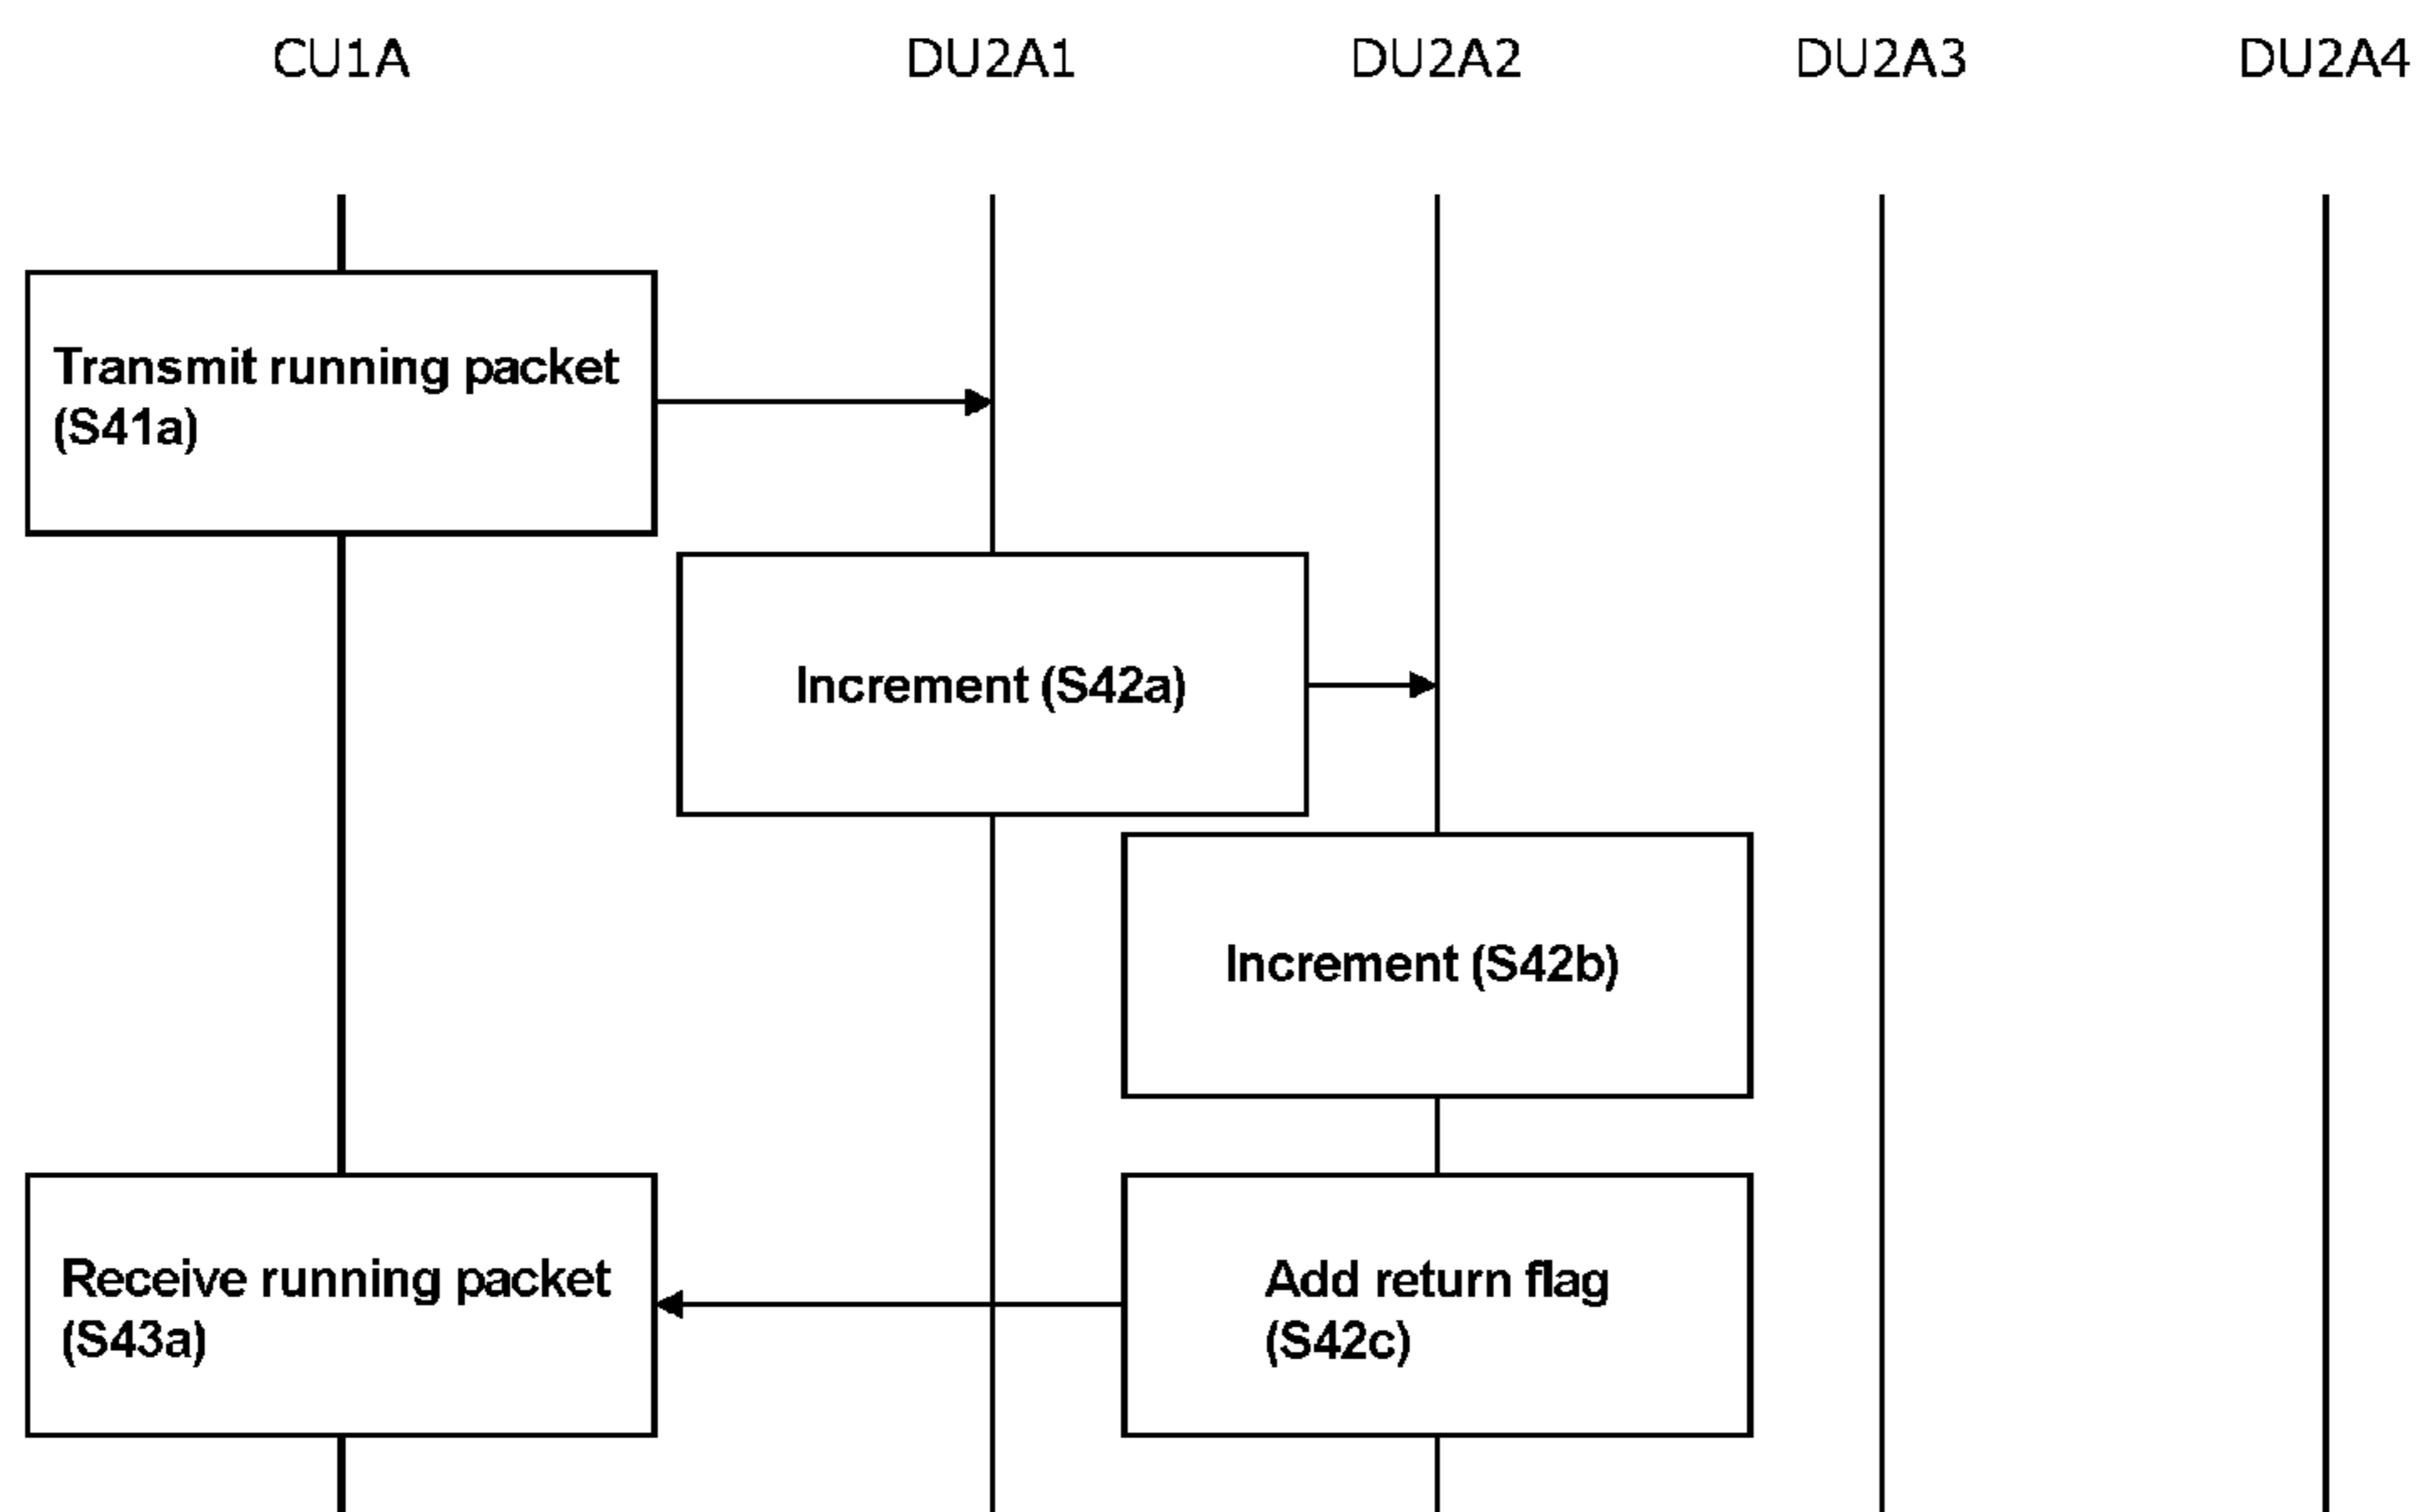 CU1A
DU2A1
DU2A2
DU2A3
DU2A4
Transmit running packet
(S41a)
Increment (S42a)
Increment (S42b)
Receive running packet
(S43a)
Add return flag
(S42c)